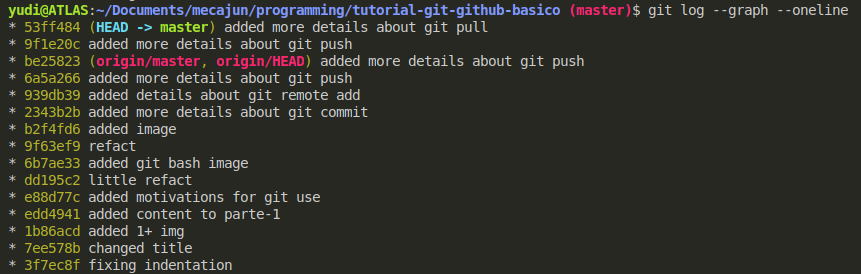 yudi@ATLAS:~/Documents/mecajun/programming/tutorial-git-github-basico (master)$ git log --graph --oneline
* 53ff484 (HEAD -> master) added more details about git pull
* 9f1e20c added more details about git push
* be25823 (origin/master, origin/HEAD) added more details about git push
* 6a5a266 added more details about git push
* 939db39 added details about git remote add
* 2343b2b added more details about git commit
* b2f4fd6 added image
* 9f63ef9 refact
* 6b7ae33 added git bash image
* dd195c2 little refact
* e88d77c added motivations for git use
* edd4941 added content to parte-1
* 1b86acd added 1+ img
* 7ee578b changed title
* 3f7ec8f fixing indentation